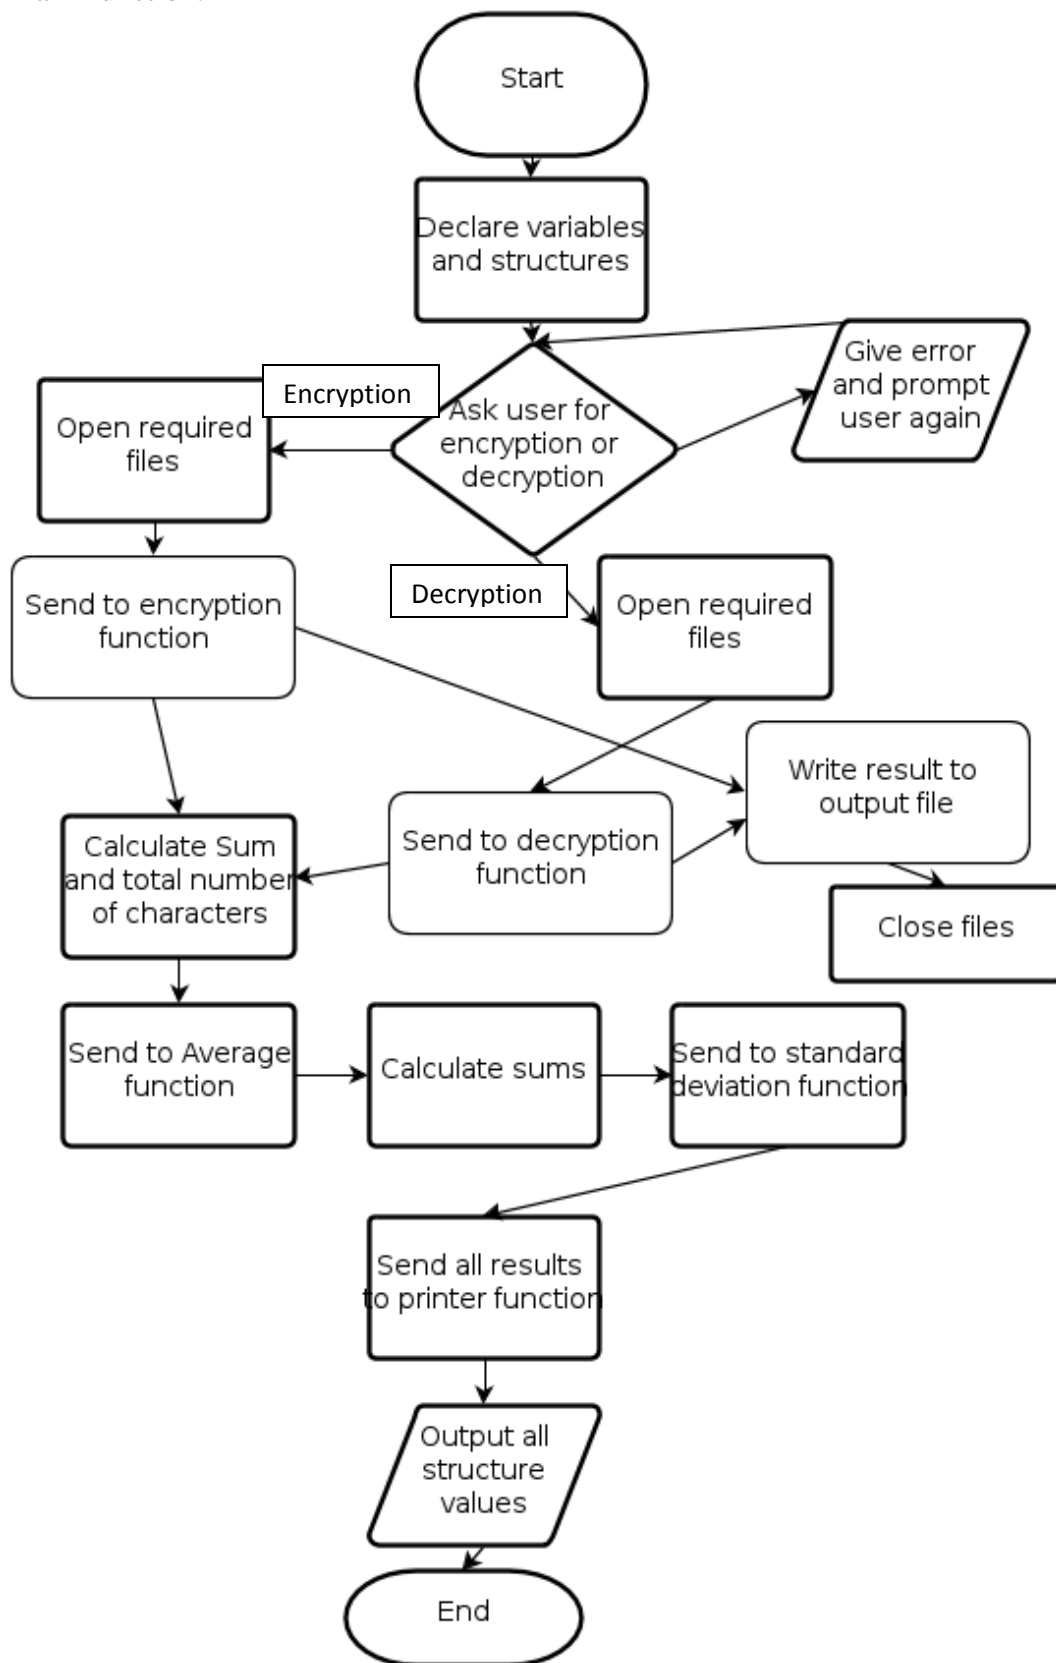 Start
Declare variables
and structures
Give error
and prompt
user again
Encryption
Ask user for
encryption or
decryption
Open required
files
Decryption
Send to encryption
function
Open required
files
Write result to
output file
Send to decryption
function
Calculate Sum
and total number
of characters
Close files
Send to Average
function
Calculate sums
Send to standard
deviation function
Send all results
to printer function
Output all
structure
values
End